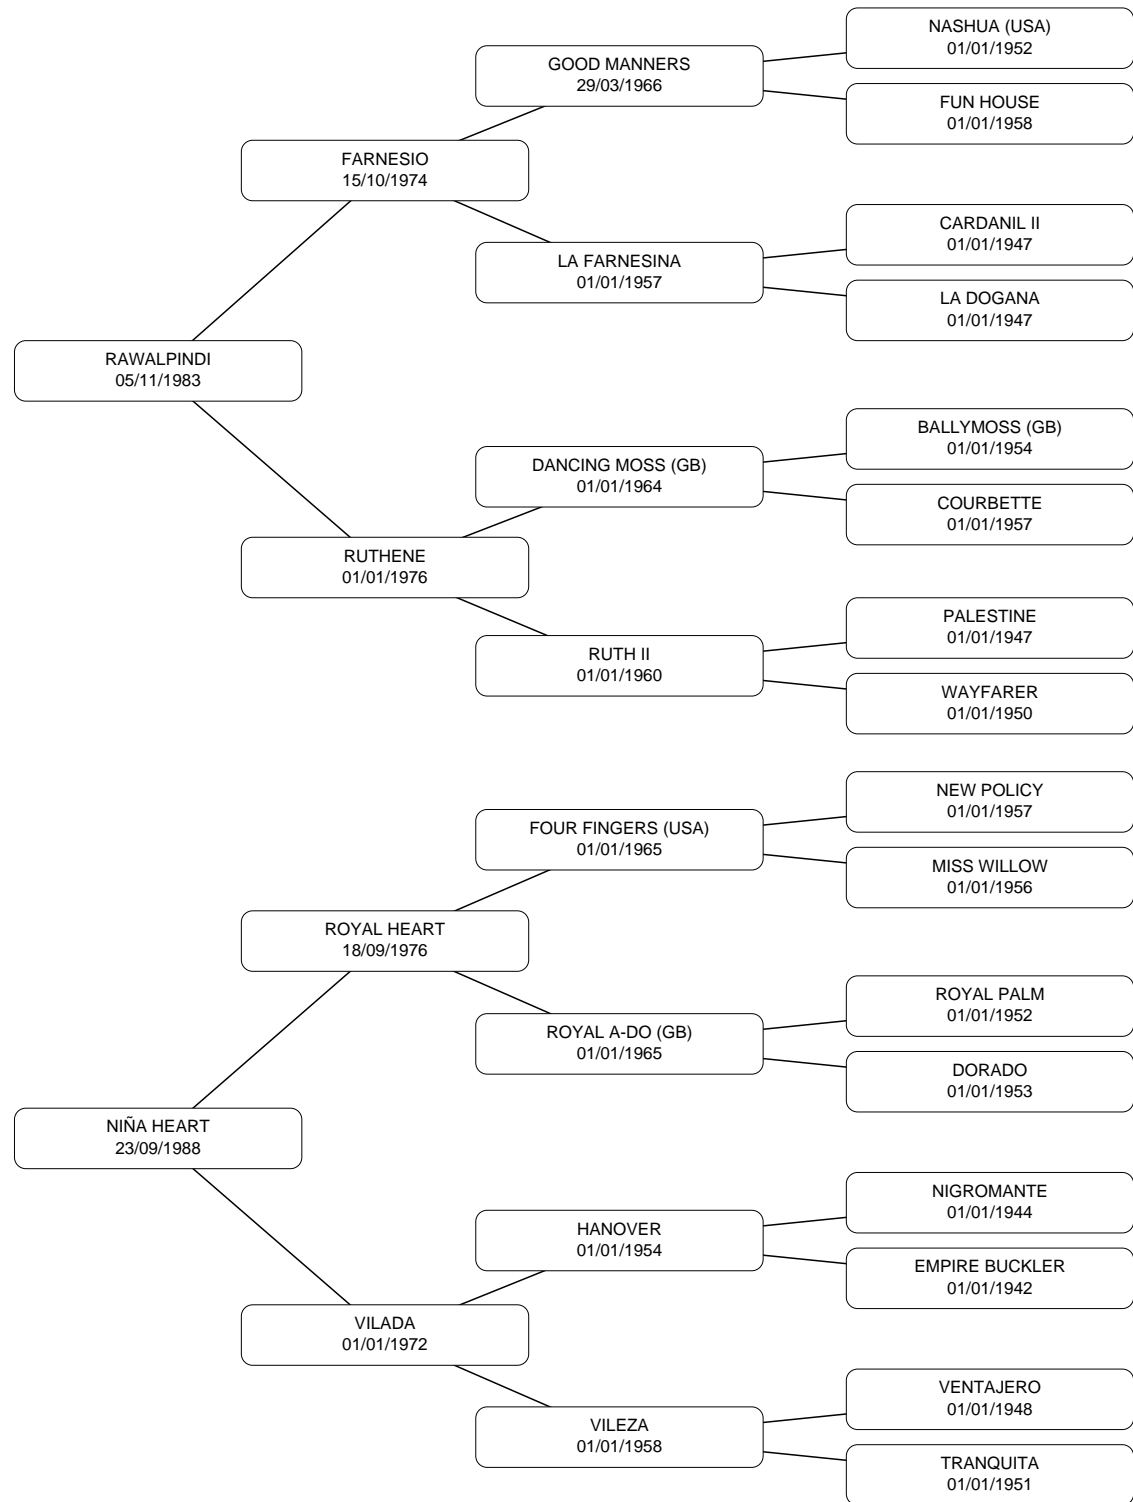 NASHUA (USA)
01/01/1952
GOOD MANNERS
29/03/1966
FUN HOUSE
01/01/1958
FARNESIO
15/10/1974
CARDANIL II
01/01/1947
LA FARNESINA
01/01/1957
LA DOGANA
01/01/1947
RAWALPINDI
05/11/1983
BALLYMOSS (GB)
01/01/1954
DANCING MOSS (GB)
01/01/1964
COURBETTE
01/01/1957
RUTHENE
01/01/1976
PALESTINE
01/01/1947
RUTH II
01/01/1960
WAYFARER
01/01/1950
NEW POLICY
01/01/1957
FOUR FINGERS (USA)
01/01/1965
MISS WILLOW
01/01/1956
ROYAL HEART
18/09/1976
ROYAL PALM
01/01/1952
ROYAL A-DO (GB)
01/01/1965
DORADO
01/01/1953
NIÑA HEART
23/09/1988
NIGROMANTE
01/01/1944
HANOVER
01/01/1954
EMPIRE BUCKLER
01/01/1942
VILADA
01/01/1972
VENTAJERO
01/01/1948
VILEZA
01/01/1958
TRANQUITA
01/01/1951